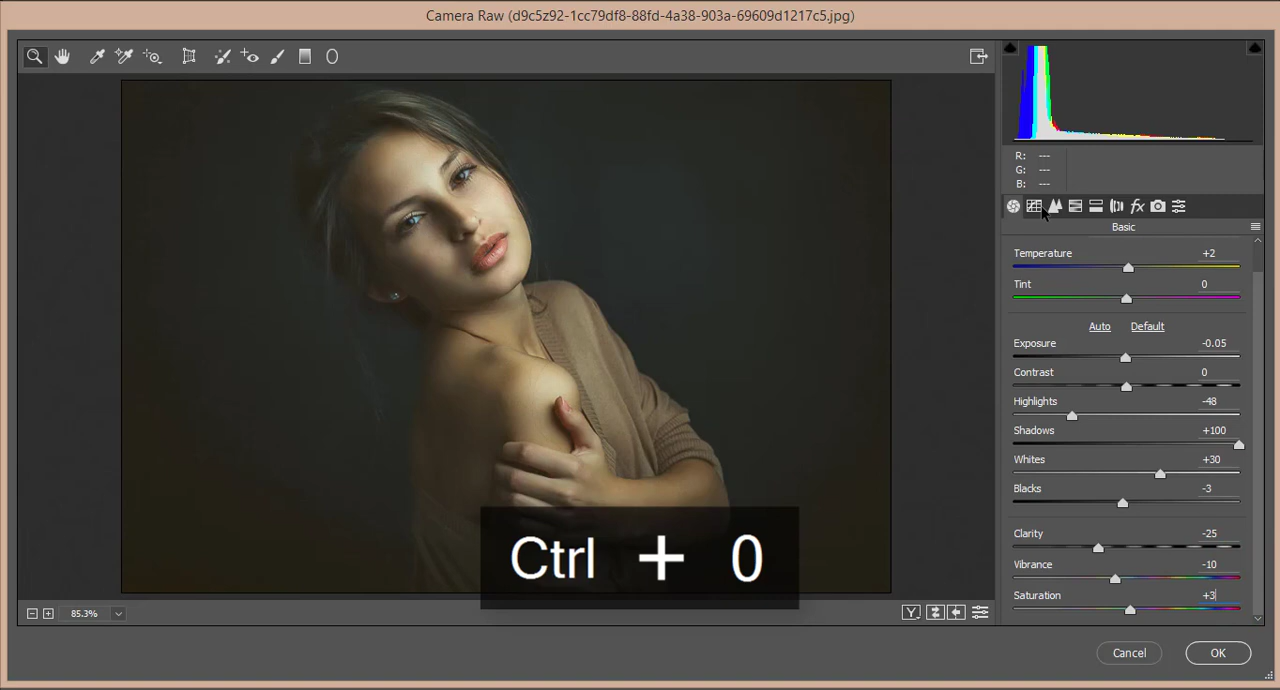 Camera Raw (d9c5z92-1cc79df8-88fd-4a38-903a-69609d1217c5.jpg)
R: ---
G: ---
B: ---
fx
Basic
Temperature +2
Tint 0
Auto Default
Exposure -0.05
Contrast 0
Highlights -48
Shadows +100
Whites +30
Blacks -3
Clarity -25
Vibrance -10
Saturation +3
Ctrl + 0
85.3%
Y
Cancel OK